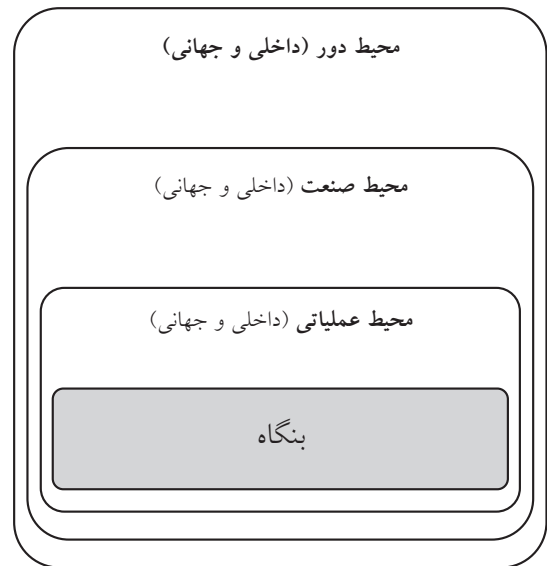 محیط دور (داخلی و جهانی)
محیط صنعت (داخلی و جهانی)
محیط عملیاتی (داخلی و جهانی)
بنگاه